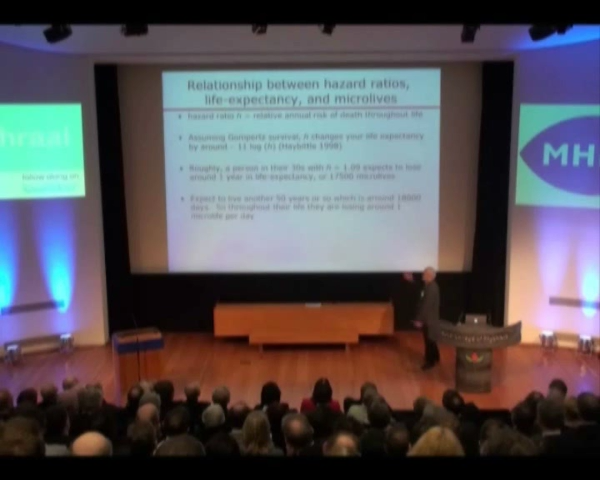 Relationship between hazard ratios,
life-expectancy, and microlives
hazard ratio h = relative annual risk of death throughout life
Assuming Gompertz survival, h changes your life expectancy
by around - 11 log (h) (Haybittle 1998)
Roughly, a person in their 30s with h = 1.09 expects to lose
around 1 year in life-expectancy, or 17500 microlives
Expect to live another 50 years or so which is around 18000
days. So throughout their life they are losing around 1
microlife per day
hraal
MH